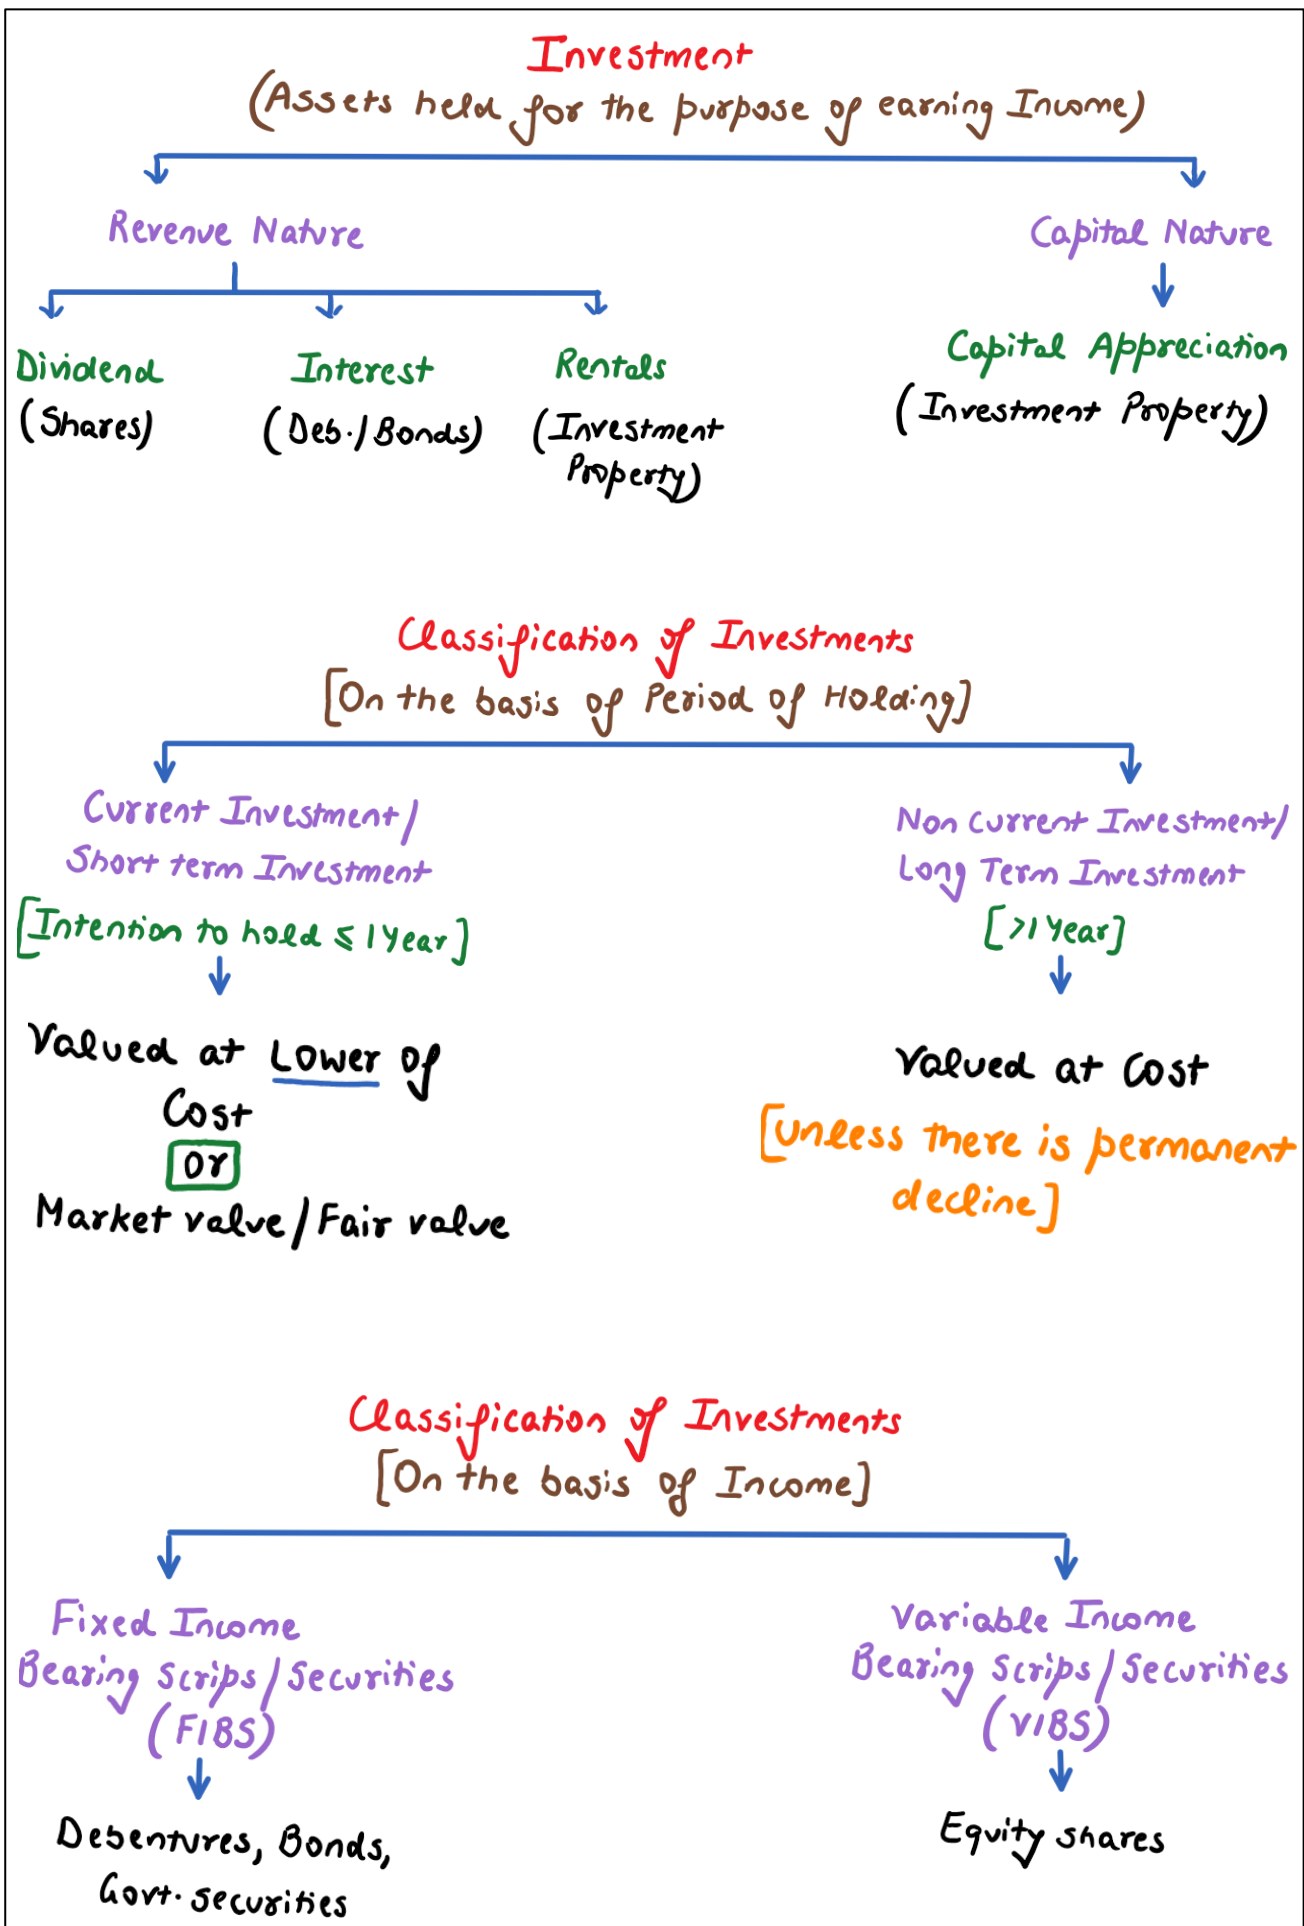 Investment
(Assets held for the purpose of earning Income)
Revenue Nature
Capital Nature
Dividend
(Shares)
Interest
(Deb./Bonds)
Rentals
(Investment
Property)
Capital Appreciation
(Investment Property)
Classification of Investments
[On the basis of Period of Holding]
Current Investment/
Short term Investment
[Intention to hold ≤ 1 Year]
Valued at Lower of
Cost
Or
Market value/Fair value
Non Current Investment/
Long Term Investment
[>1 Year]
Valued at Cost
[unless there is permanent
decline]
Classification of Investments
[On the basis of Income]
Fixed Income
Bearing Scrips/Securities
(FIBS)
Debentures, Bonds,
Govt. securities
Variable Income
Bearing Scrips/Securities
(VIBS)
Equity shares